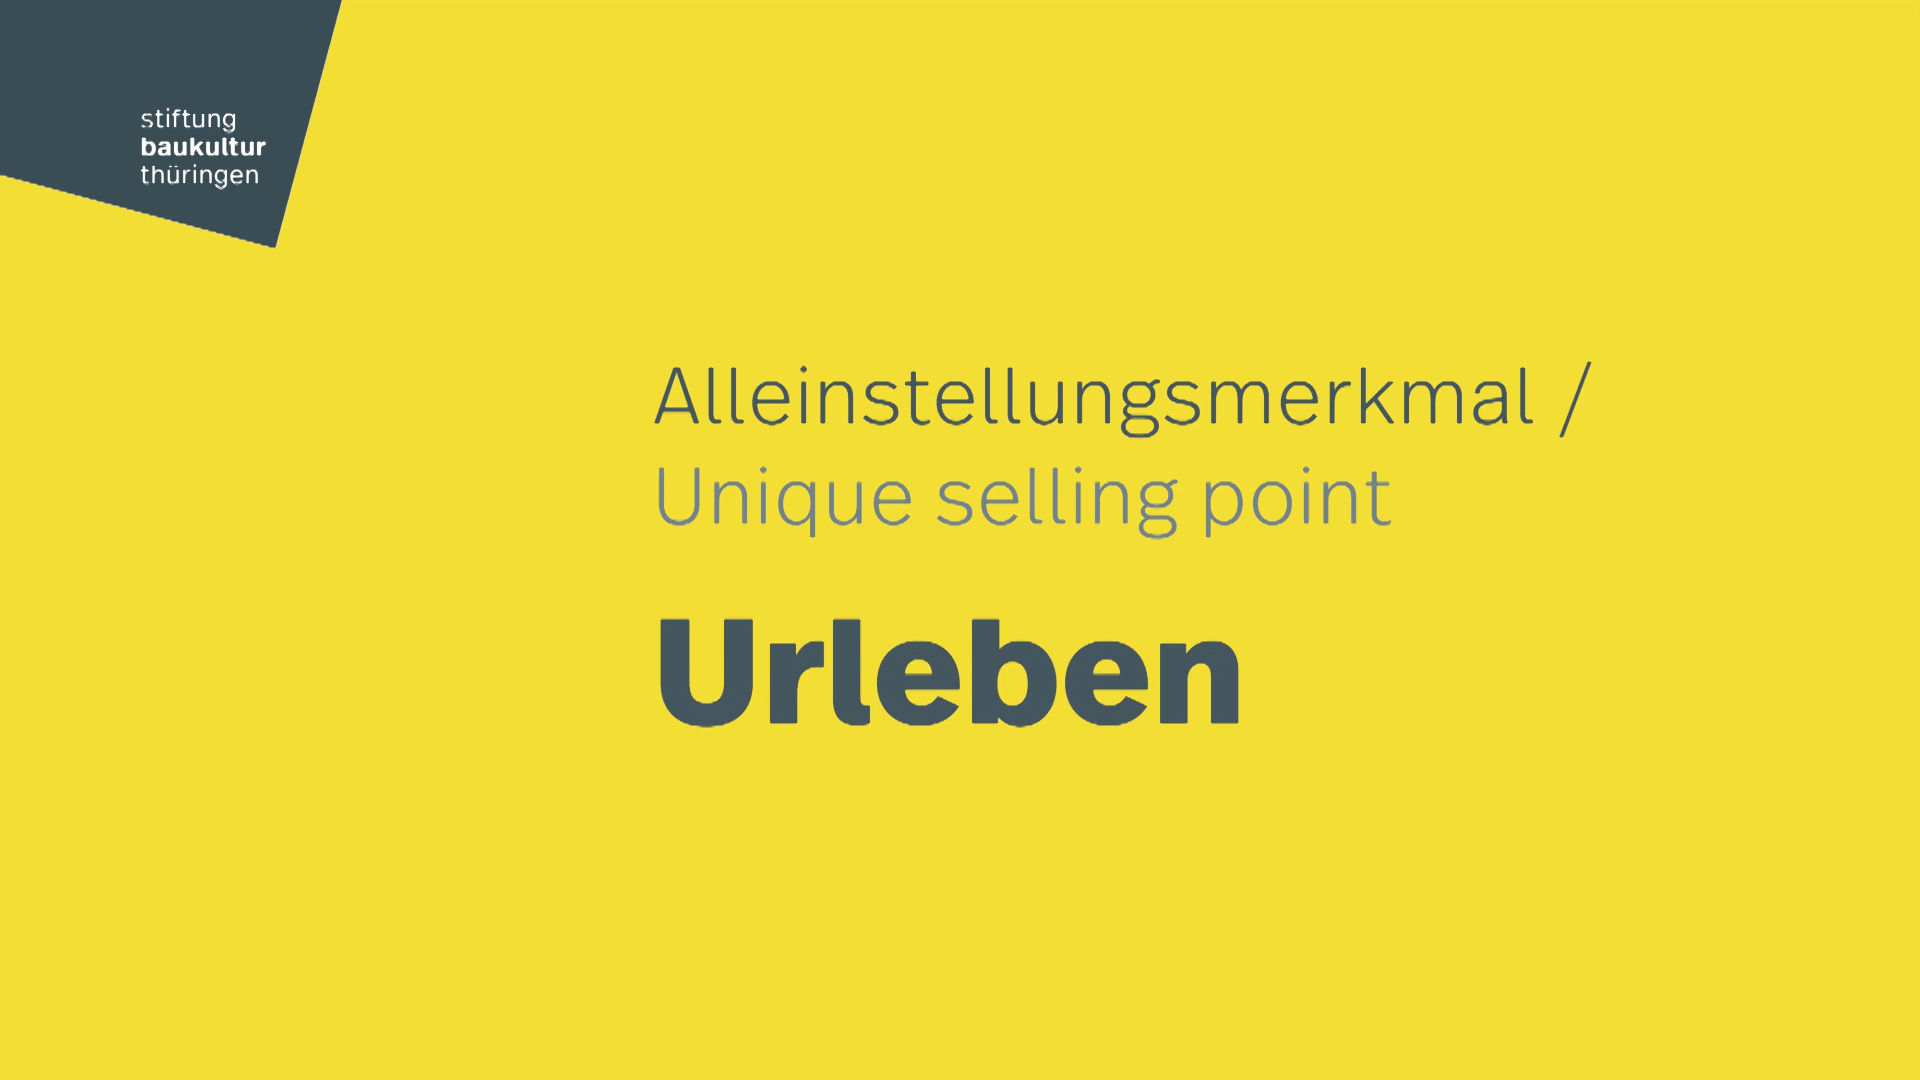 stiftung
baukultur
thüringen
Alleinstellungsmerkmal /
Unique selling point
Urleben